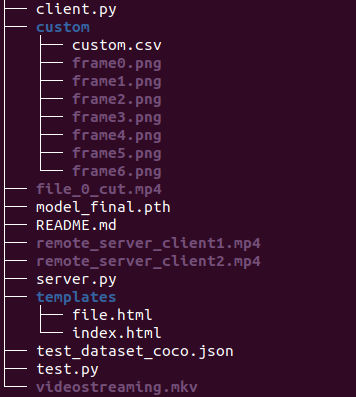 client.py
custom
custom.csv
frame0.png
frame1.png
frame2.png
frame3.png
frame4.png
frame5.png
frame6.png
file_0_cut.mp4
model_final.pth
README.md
remote_server_client1.mp4
remote_server_client2.mp4
server.py
templates
file.html
index.html
test_dataset_coco.json
test.py
videostreaming.mkv